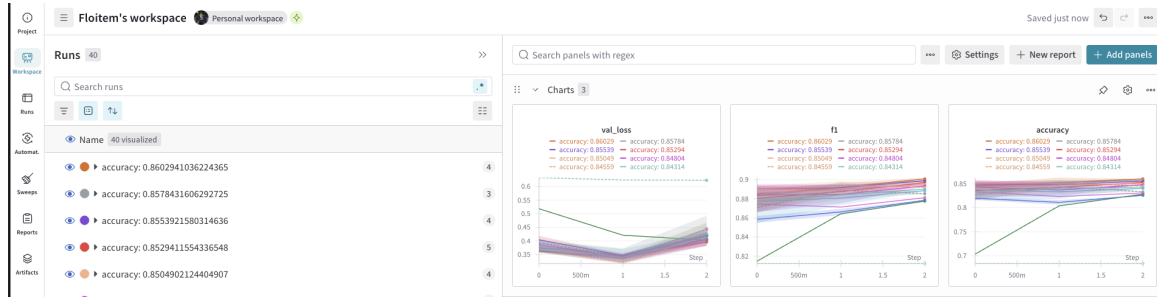 Project
Floitem's workspace
Personal workspace
Saved just now
Workspace
Runs 40
Search panels with regex
Settings
New report
Add panels
Search runs
.*
Charts 3
Runs
Name 40 visualized
Automat.
accuracy: 0.8602941036224365 4
accuracy: 0.8578431606292725 3
Sweeps
accuracy: 0.8553921580314636 4
Reports
accuracy: 0.8529411554336548 5
Artifacts
accuracy: 0.8504902124404907 4
val_loss
accuracy: 0.86029 accuracy: 0.85784
accuracy: 0.85539 accuracy: 0.85294
accuracy: 0.85049 accuracy: 0.84804
accuracy: 0.84559 accuracy: 0.84314
0.6
0.55
0.5
0.45
0.4
0.35
Step
0 500m 1 1.5 2
f1
accuracy: 0.86029 accuracy: 0.85784
accuracy: 0.85539 accuracy: 0.85294
accuracy: 0.85049 accuracy: 0.84804
accuracy: 0.84559 accuracy: 0.84314
0.9
0.88
0.86
0.84
0.82
Step
0 500m 1 1.5 2
accuracy
accuracy: 0.86029 accuracy: 0.85784
accuracy: 0.85539 accuracy: 0.85294
accuracy: 0.85049 accuracy: 0.84804
accuracy: 0.84559 accuracy: 0.84314
0.85
0.8
0.75
0.7
Step
0 500m 1 1.5 2